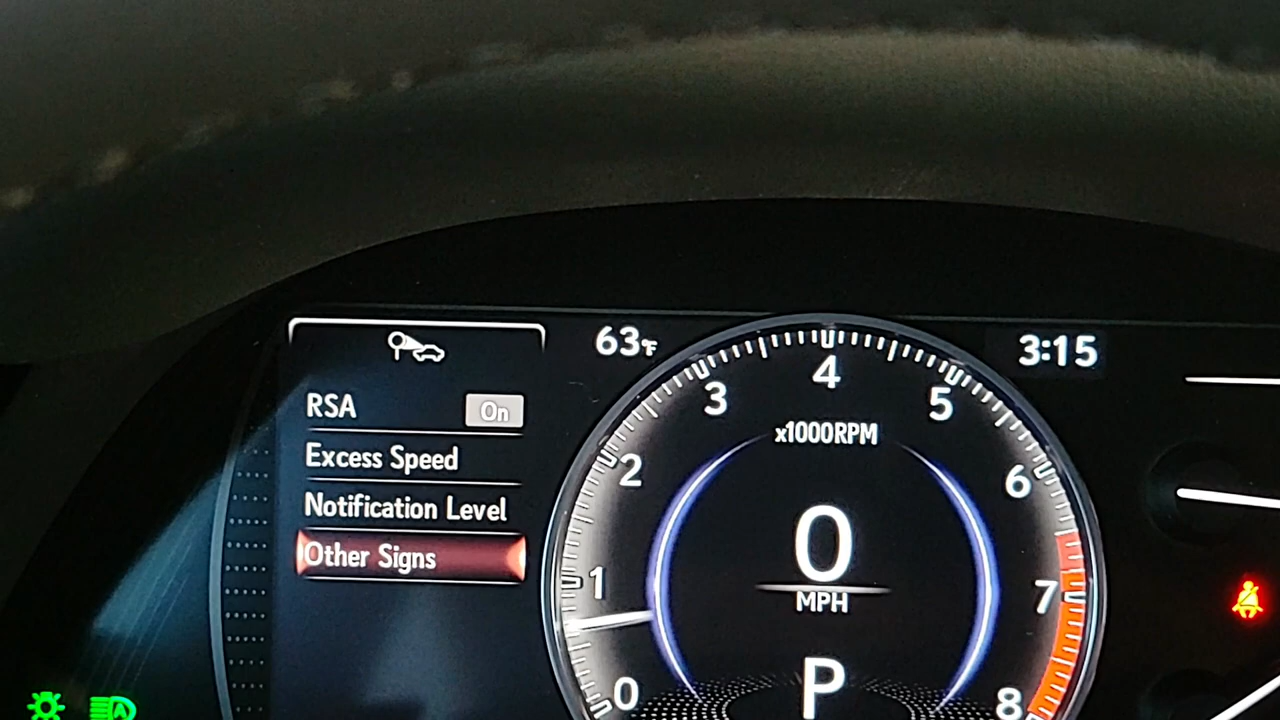 63°F
3:15
RSA On
Excess Speed
Notification Level
Other Signs
4
3
5
x1000RPM
2
6
0
MPH
1
7
P
0
8
A